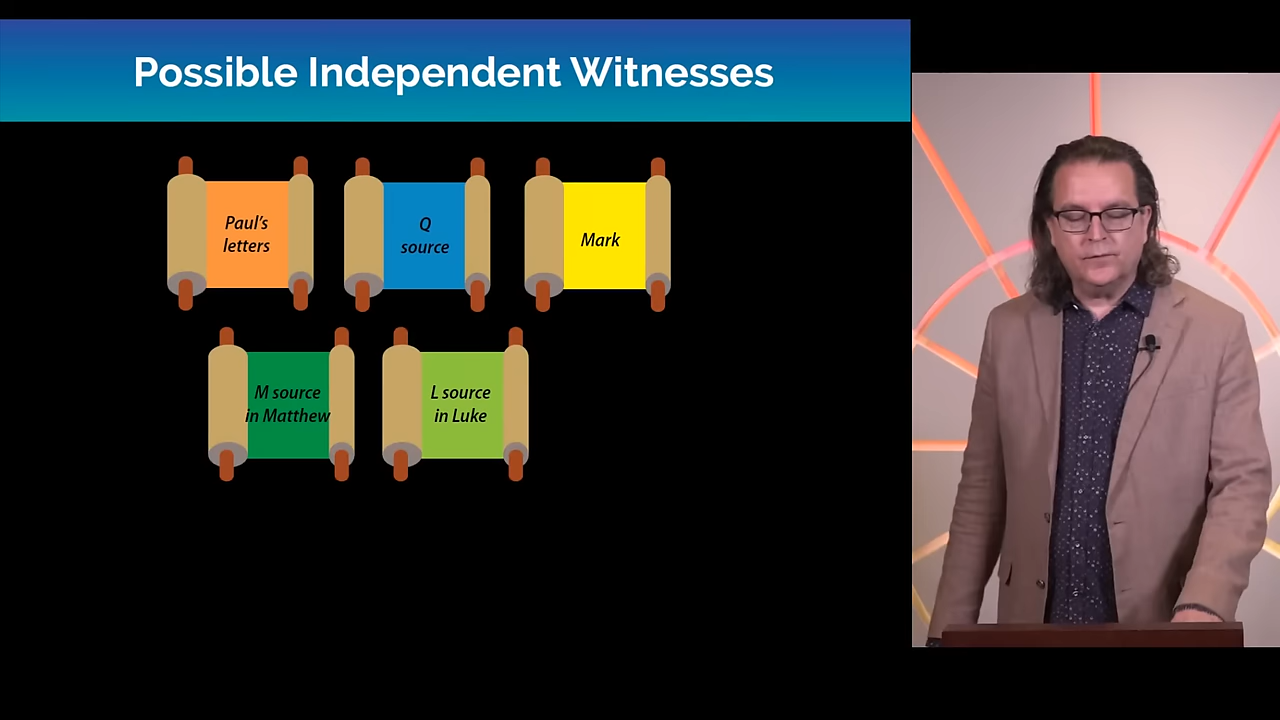 Possible Independent Witnesses
Paul's
letters
Q
source
Mark
M source
in Matthew
L source
in Luke